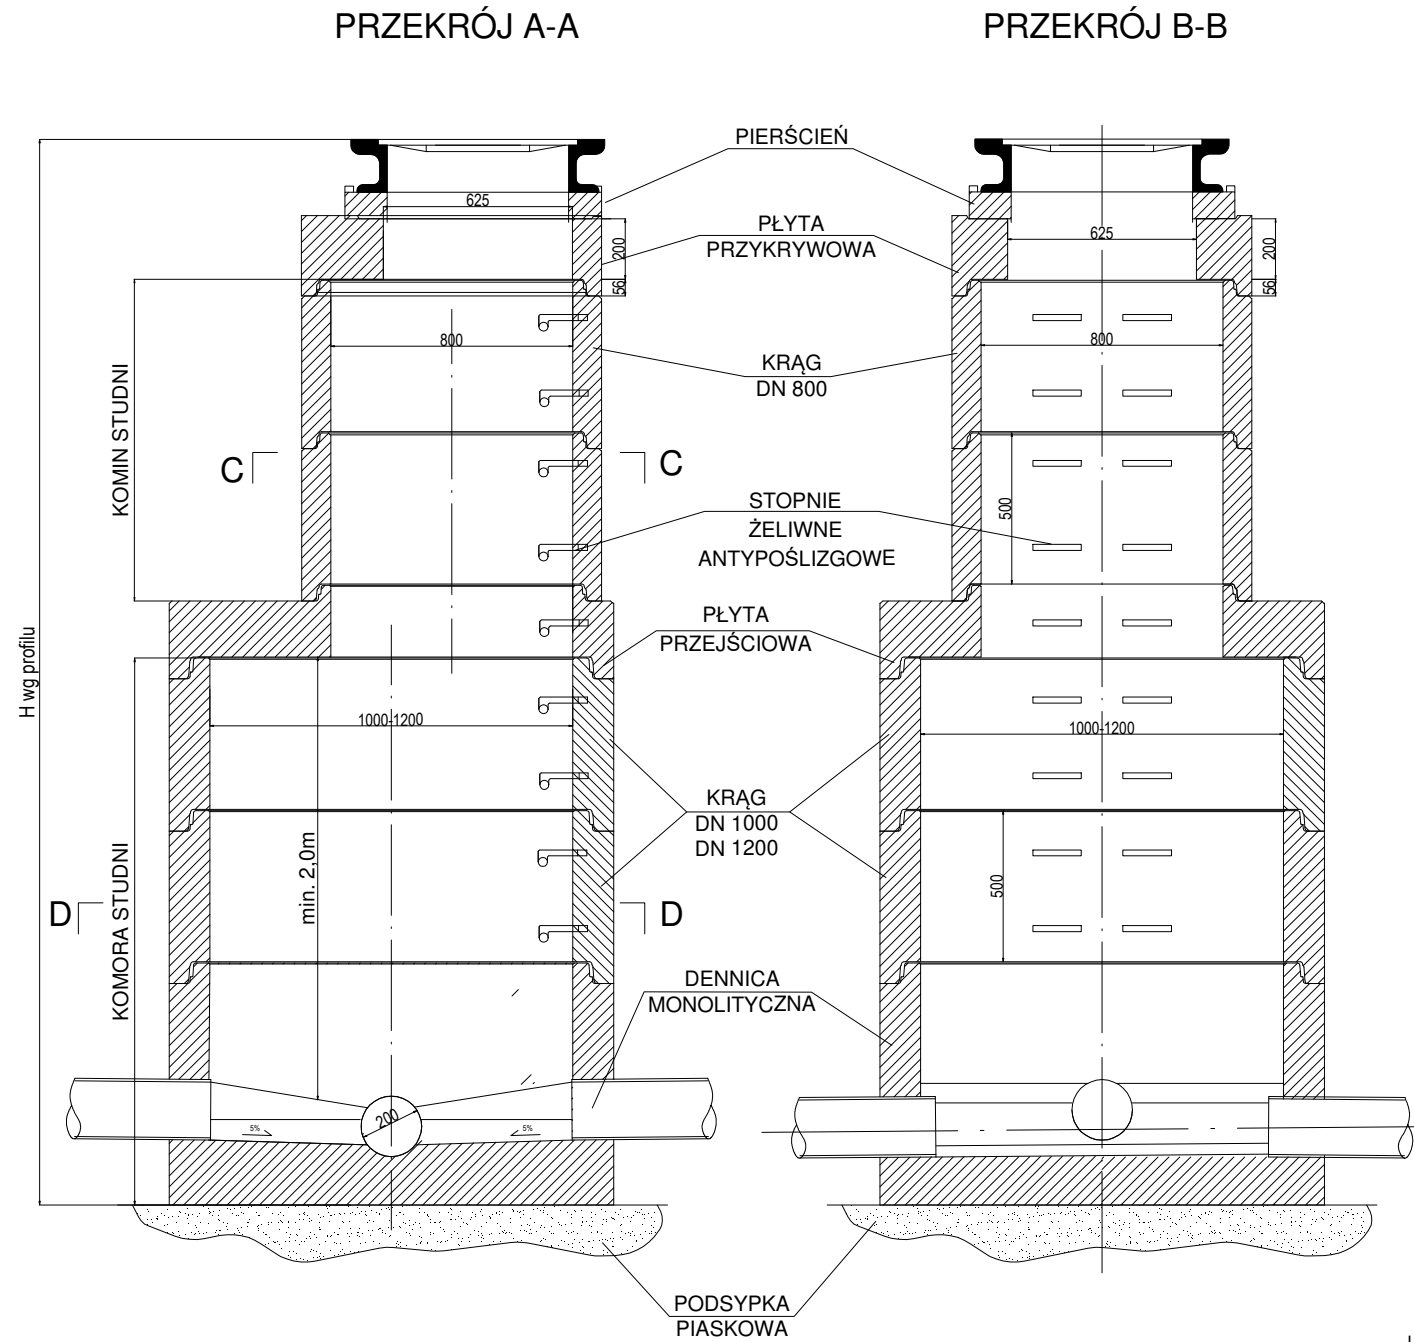 PRZEKRÓJ A-A
PRZEKRÓJ B-B
PIERŚCIEŃ
PŁYTA
PRZYKRYWOWA
KRĄG
DN 800
STOPNIE
ŻELIWNE
ANTYPOŚLIZGOWE
PŁYTA
PRZEJŚCIOWA
KRĄG
DN 1000
DN 1200
DENNICA
MONOLITYCZNA
PODSYPKA
PIASKOWA
H wg profilu
KOMIN STUDNI
KOMORA STUDNI
625
200
56
800
C
C
1000-1200
min. 2,0m
D
D
200
5%
5%
625
200
56
800
500
1000-1200
500